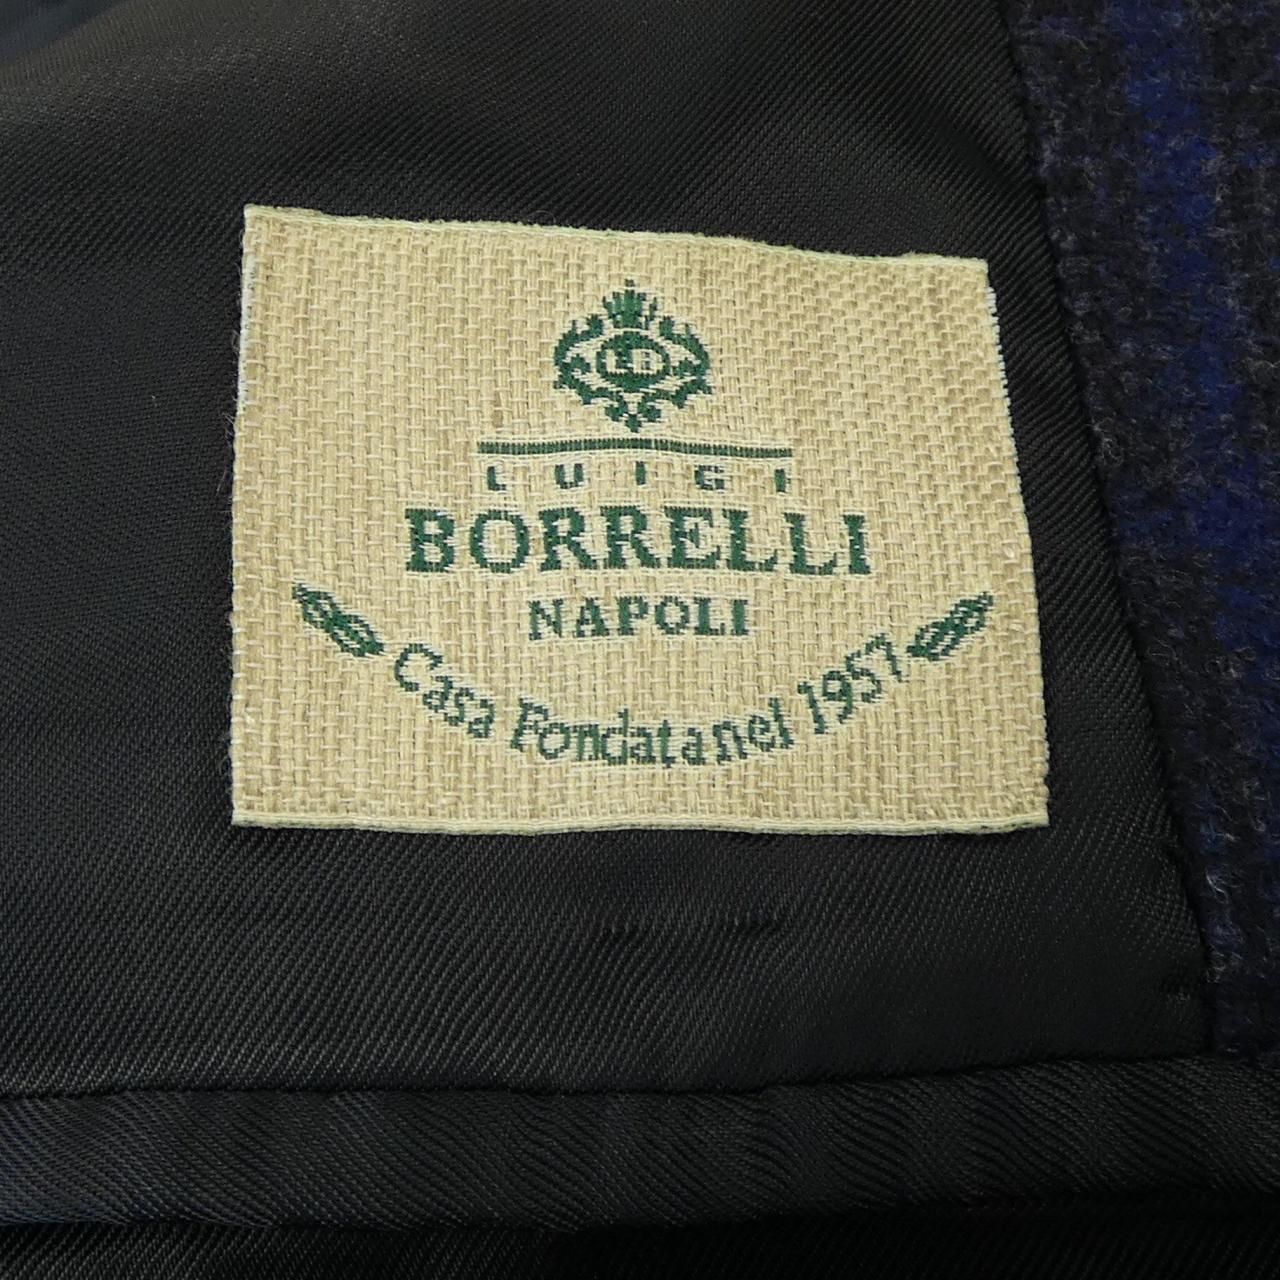 LUIGI
BORRELLI
NAPOLI
Casa Fondata nel 1957